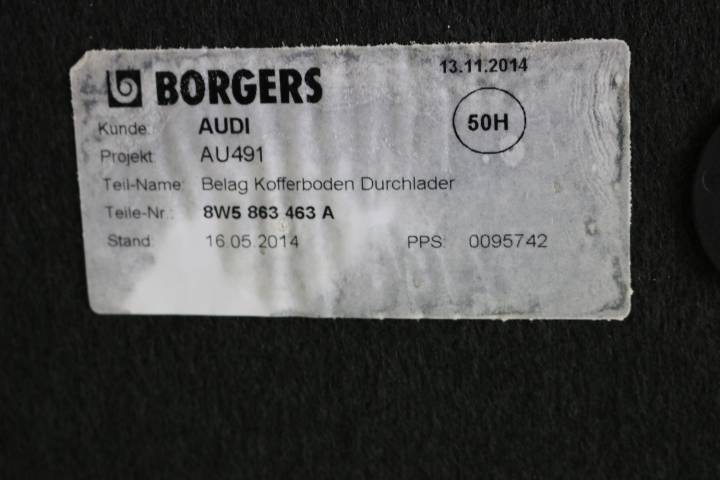 BORGERS 13.11.2014
Kunde: AUDI 50H
Projekt: AU491
Teil-Name: Belag Kofferboden Durchlader
Teile-Nr.: 8W5 863 463 A
Stand: 16.05.2014 PPS: 0095742